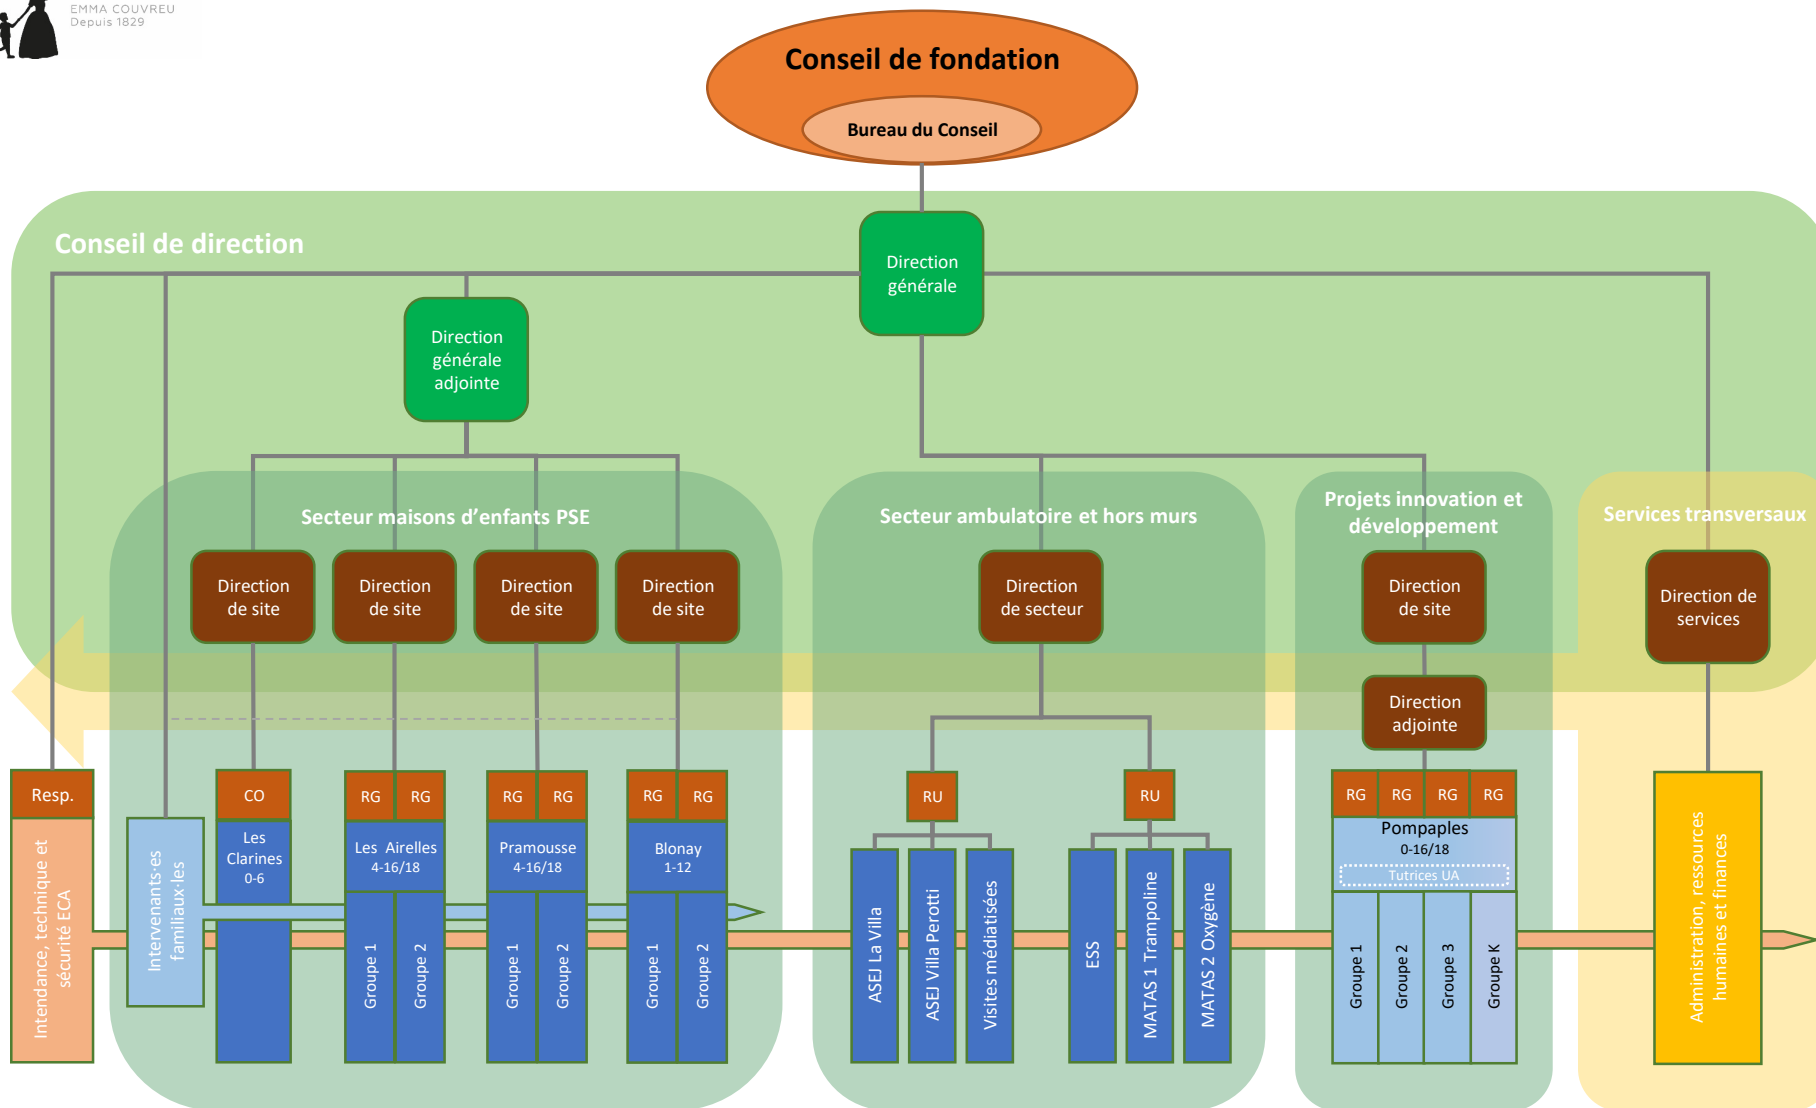 EMMA COUVREU
Depuis 1829
Conseil de fondation
Bureau du Conseil
Conseil de direction
Direction
générale
Direction
générale
adjointe
Secteur maisons d'enfants PSE
Secteur ambulatoire et hors murs
Projets innovation et
développement
Services transversaux
Direction
de site
Direction
de site
Direction
de site
Direction
de site
Direction
de secteur
Direction
de site
Direction de
services
Direction
adjointe
Resp.
CO
RG
RG
RG
RG
RG
RG
RU
RU
RG
RG
RG
RG
Intendance, technique et
sécurité ECA
Intervenants·es
familiaux·les
Les
Clarines
0-6
Les Airelles
4-16/18
Pramousse
4-16/18
Blonay
1-12
Pompaples
0-16/18
Tutrices UA
Groupe 1
Groupe 2
Groupe 1
Groupe 2
Groupe 1
Groupe 2
ASEJ La Villa
ASEJ Villa Perotti
Visites médiatisées
ESS
MATAS 1 Trampoline
MATAS 2 Oxygène
Groupe 1
Groupe 2
Groupe 3
Groupe K
Administration, ressources
humaines et finances